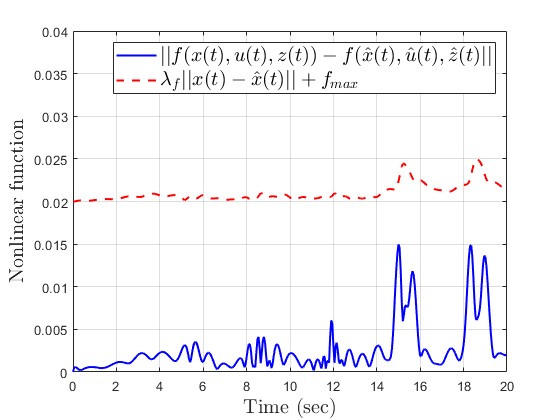 0.04
0.035
0.03
0.025
0.02
0.015
0.01
0.005
0
||f(x(t), u(t), z(t)) − f(x̂(t), û(t), ẑ(t))||
λ_f||x(t) − x̂(t)|| + f_max
Nonlinear function
0 2 4 6 8 10 12 14 16 18 20
Time (sec)